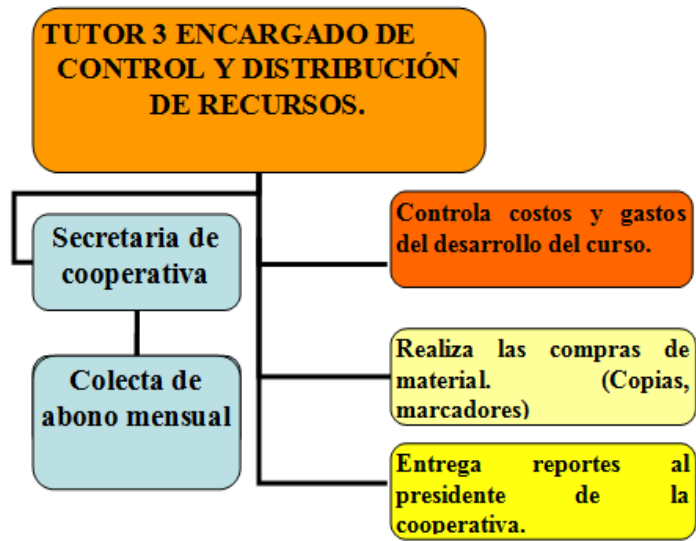 TUTOR 3 ENCARGADO DE
CONTROL Y DISTRIBUCIÓN
DE RECURSOS.
Secretaria de
cooperativa
Colecta de
abono mensual
Controla costos y gastos
del desarrollo del curso.
Realiza las compras de
material. (Copias,
marcadores)
Entrega reportes al
presidente de la
cooperativa.